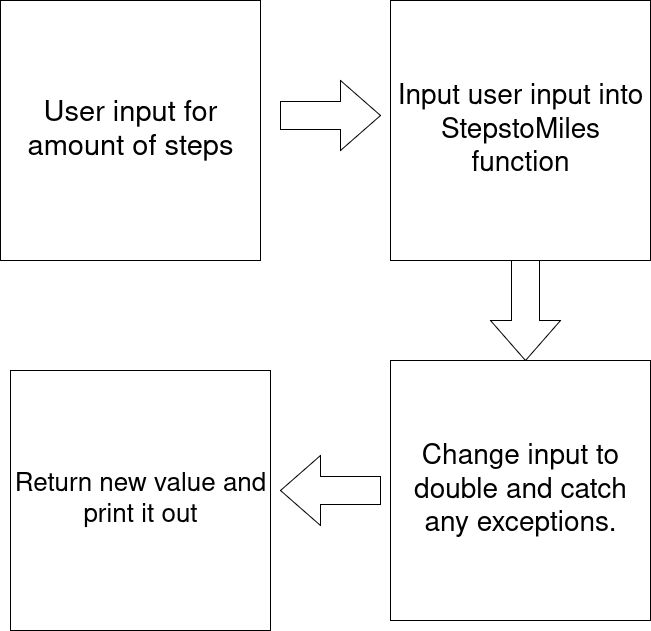 User input for
amount of steps
Input user input into
StepstoMiles
function
Change input to
double and catch
any exceptions.
Return new value and
print it out